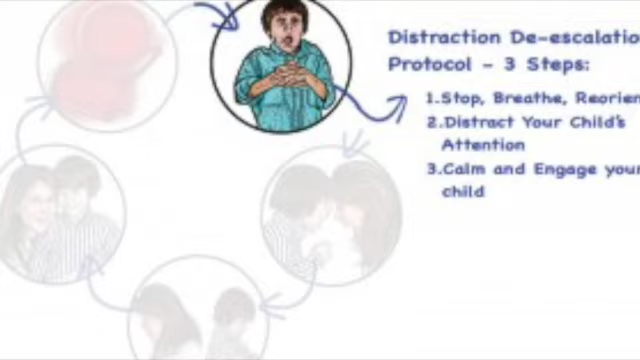 Distraction De-escalatio
Protocol - 3 Steps:
1.Stop, Breathe, Reorien
2.Distract Your Child's
Attention
3.Calm and Engage your
child